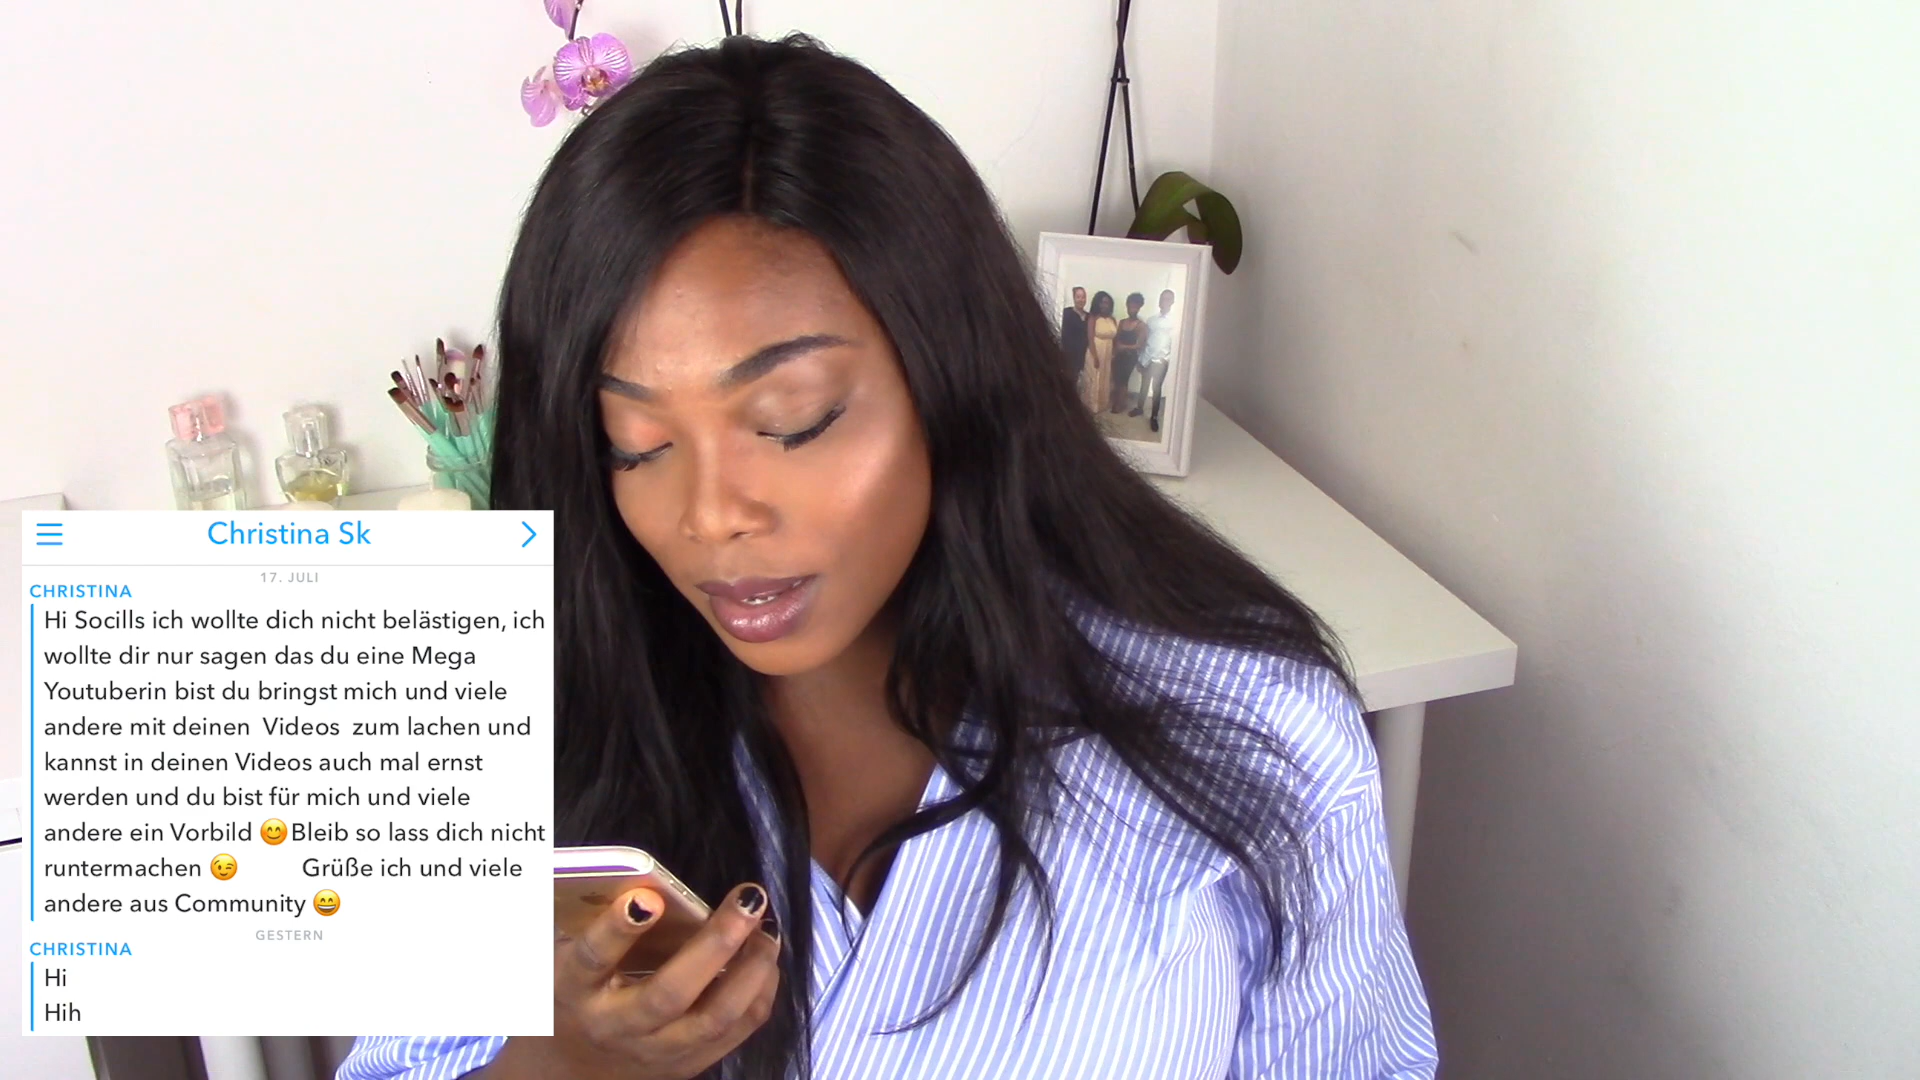 Christina Sk
17. JULI
CHRISTINA
Hi Socills ich wollte dich nicht belästigen, ich
wollte dir nur sagen das du eine Mega
Youtuberin bist du bringst mich und viele
andere mit deinen  Videos  zum lachen und
kannst in deinen Videos auch mal ernst
werden und du bist für mich und viele
andere ein Vorbild 😊Bleib so lass dich nicht
runtermachen 😉 Grüße ich und viele
andere aus Community 😄
GESTERN
CHRISTINA
Hi
Hih